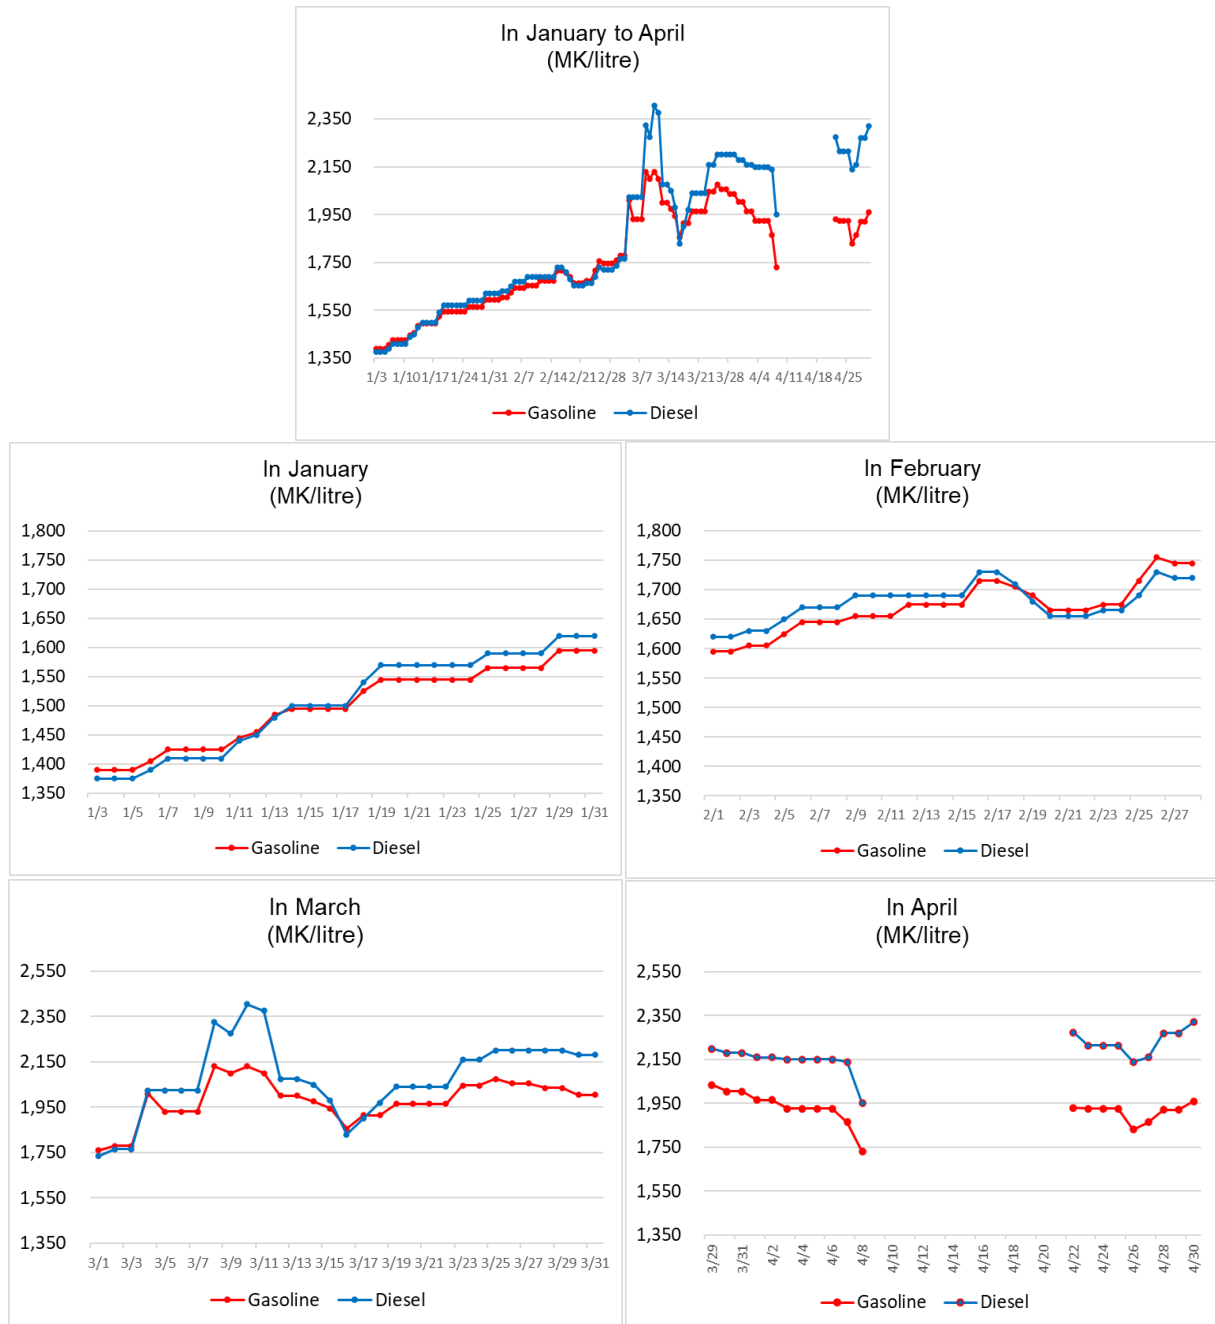 In January to April
(MK/litre)
2,350
2,150
1,950
1,750
1,550
1,350
1/3 1/10 1/17 1/24 1/31 2/7 2/14 2/21 2/28 3/7 3/14 3/21 3/28 4/4 4/11 4/18 4/25
Gasoline Diesel
In January
(MK/litre)
1,800
1,750
1,700
1,650
1,600
1,550
1,500
1,450
1,400
1,350
1/3 1/5 1/7 1/9 1/11 1/13 1/15 1/17 1/19 1/21 1/23 1/25 1/27 1/29 1/31
Gasoline Diesel
In February
(MK/litre)
1,800
1,750
1,700
1,650
1,600
1,550
1,500
1,450
1,400
1,350
2/1 2/3 2/5 2/7 2/9 2/11 2/13 2/15 2/17 2/19 2/21 2/23 2/25 2/27
Gasoline Diesel
In March
(MK/litre)
2,550
2,350
2,150
1,950
1,750
1,550
1,350
3/1 3/3 3/5 3/7 3/9 3/11 3/13 3/15 3/17 3/19 3/21 3/23 3/25 3/27 3/29 3/31
Gasoline Diesel
In April
(MK/litre)
2,550
2,350
2,150
1,950
1,750
1,550
1,350
3/29 3/31 4/2 4/4 4/6 4/8 4/10 4/12 4/14 4/16 4/18 4/20 4/22 4/24 4/26 4/28 4/30
Gasoline Diesel